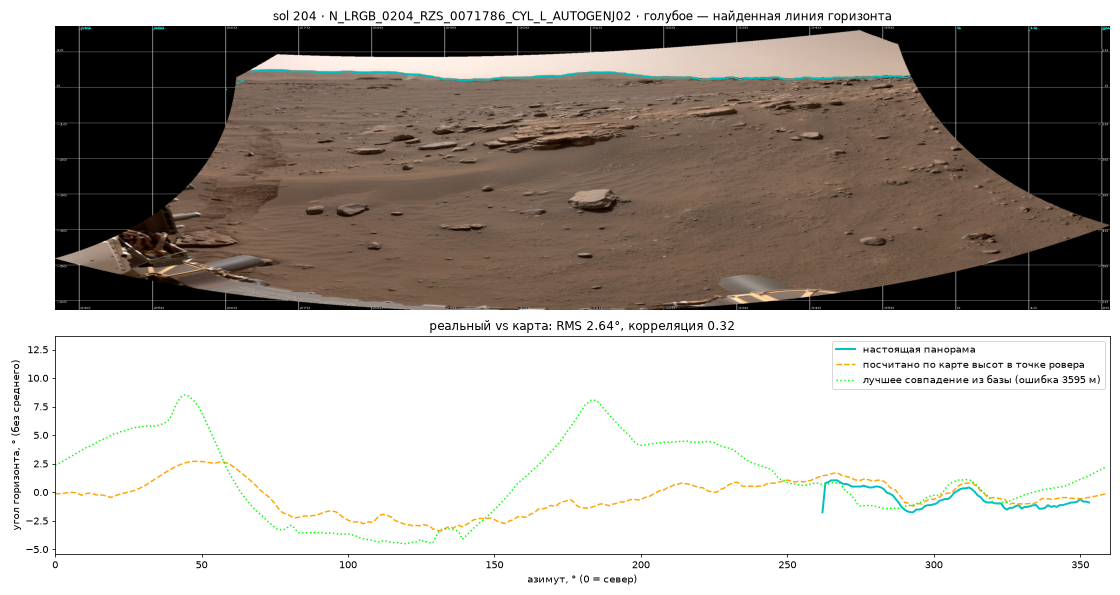 sol 204 · N_LRGB_0204_RZS_0071786_CYL_L_AUTOGENJ02 · голубое — найденная линия горизонта
реальный vs карта: RMS 2.64°, корреляция 0.32
настоящая панорама
посчитано по карте высот в точке ровера
лучшее совпадение из базы (ошибка 3595 м)
угол горизонта, ° (без среднего)
12.5
10.0
7.5
5.0
2.5
0.0
−2.5
−5.0
0 50 100 150 200 250 300 350
азимут, ° (0 = север)